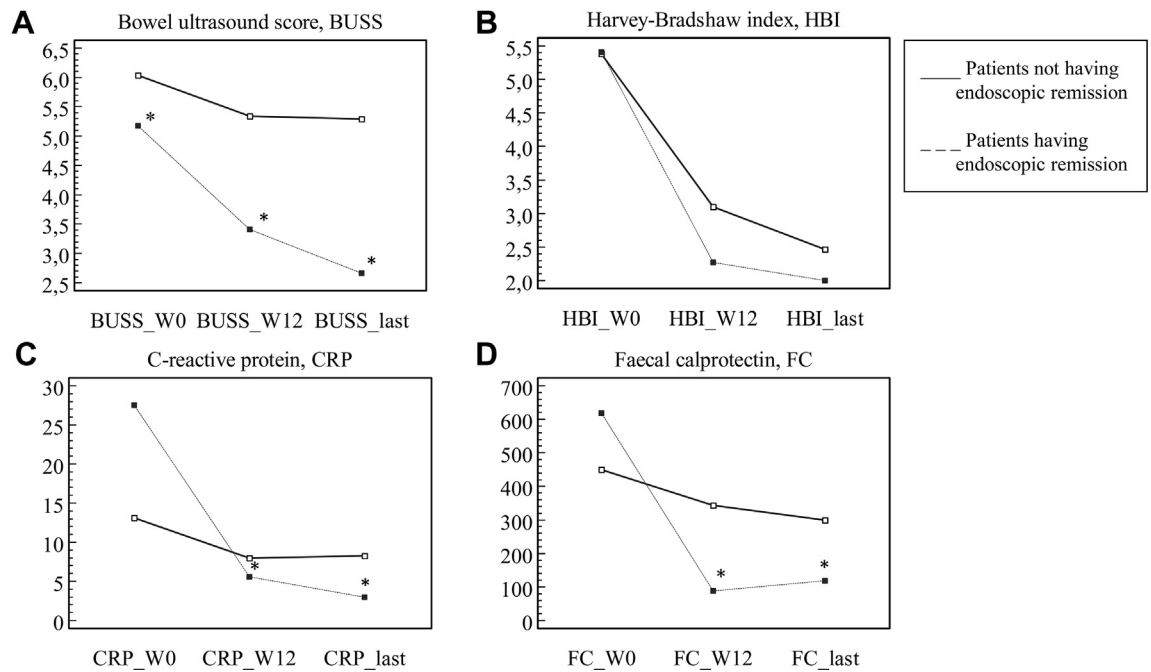 A
Bowel ultrasound score, BUSS
6,5
6,0
5,5
5,0
4,5
4,0
3,5
3,0
2,5
*
*
*
BUSS_W0 BUSS_W12 BUSS_last
B
Harvey-Bradshaw index, HBI
5,5
5,0
4,5
4,0
3,5
3,0
2,5
2,0
HBI_W0 HBI_W12 HBI_last
Patients not having
endoscopic remission
Patients having
endoscopic remission
C
C-reactive protein, CRP
30
25
20
15
10
5
0
*
*
CRP_W0 CRP_W12 CRP_last
D
Faecal calprotectin, FC
700
600
500
400
300
200
100
0
*
*
FC_W0 FC_W12 FC_last